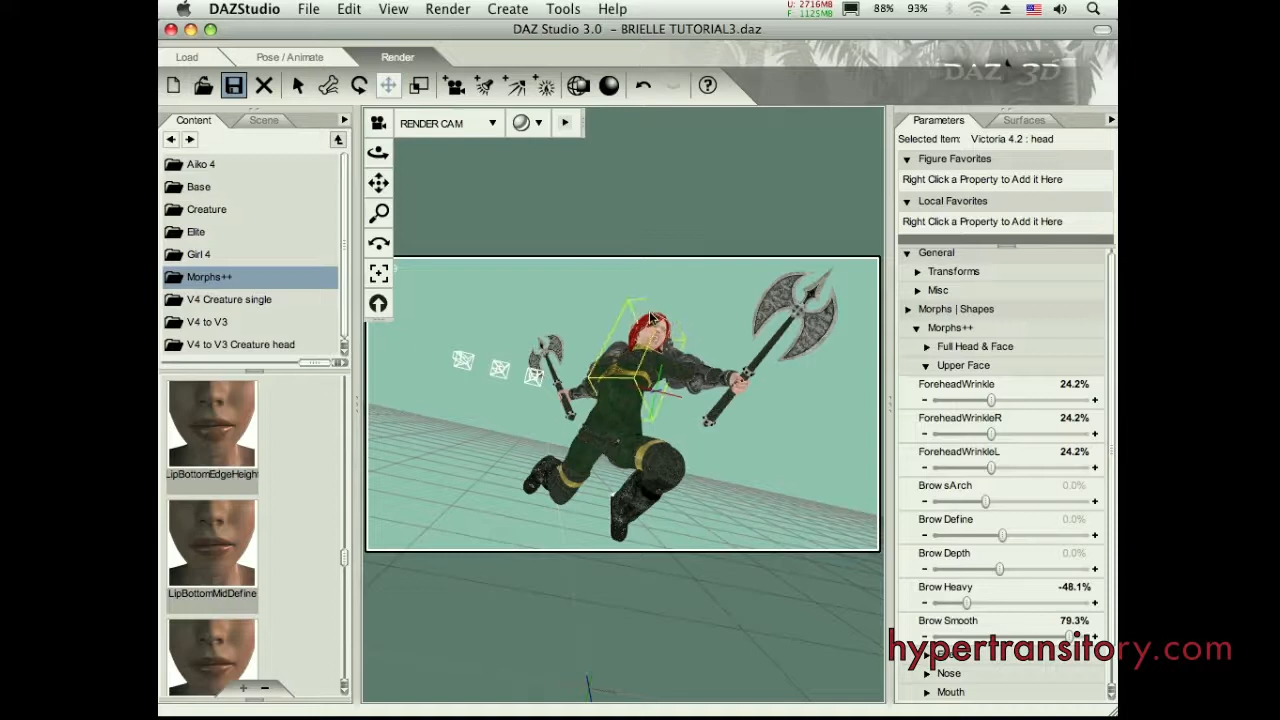 DAZStudio File Edit View Render Create Tools Help U: 2716MB F: 1125MB 88% 93%
DAZ Studio 3.0 - BRIELLE TUTORIAL3.daz
Load Pose / Animate Render
DAZ 3D
Content Scene
RENDER CAM
Parameters Surfaces
Selected Item: Victoria 4.2 : head
Figure Favorites
Right Click a Property to Add it Here
Local Favorites
Right Click a Property to Add it Here
Aiko 4
Base
Creature
Elite
Girl 4
Morphs++
V4 Creature single
V4 to V3
V4 to V3 Creature head
LipBottomEdgeHeight
LipBottomMidDefine
General
Transforms
Misc
Morphs | Shapes
Morphs++
Full Head & Face
Upper Face
ForeheadWrinkle 24.2%
ForeheadWrinkleR 24.2%
ForeheadWrinkleL 24.2%
Brow sArch 0.0%
Brow Define 0.0%
Brow Depth 0.0%
Brow Heavy -48.1%
Brow Smooth 79.3%
hypertransitory.com
Nose
Mouth